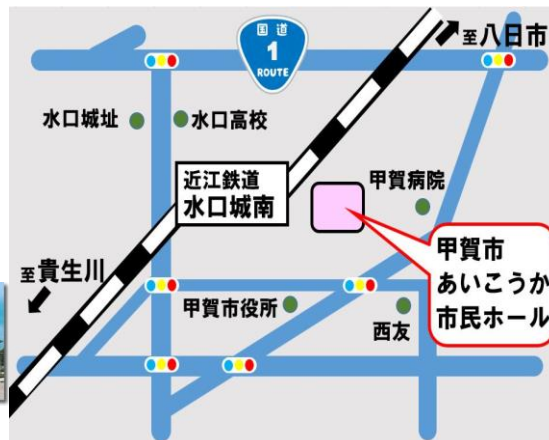 国道
1
ROUTE
至八日市
水口城址
水口高校
近江鉄道
水口城南
甲賀病院
至貴生川
甲賀市
あいこうか
市民ホール
甲賀市役所
西友